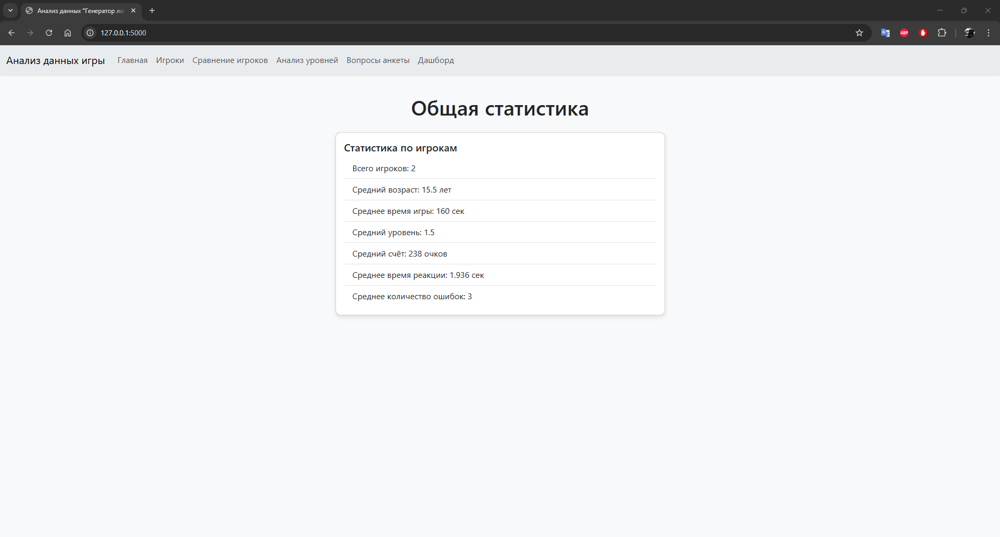 Анализ данных "Генератор ла
127.0.0.1:5000
ABP
Анализ данных игры Главная Игроки Сравнение игроков Анализ уровней Вопросы анкеты Дашборд
Общая статистика
Статистика по игрокам
Всего игроков: 2
Средний возраст: 15.5 лет
Среднее время игры: 160 сек
Средний уровень: 1.5
Средний счёт: 238 очков
Среднее время реакции: 1.936 сек
Среднее количество ошибок: 3